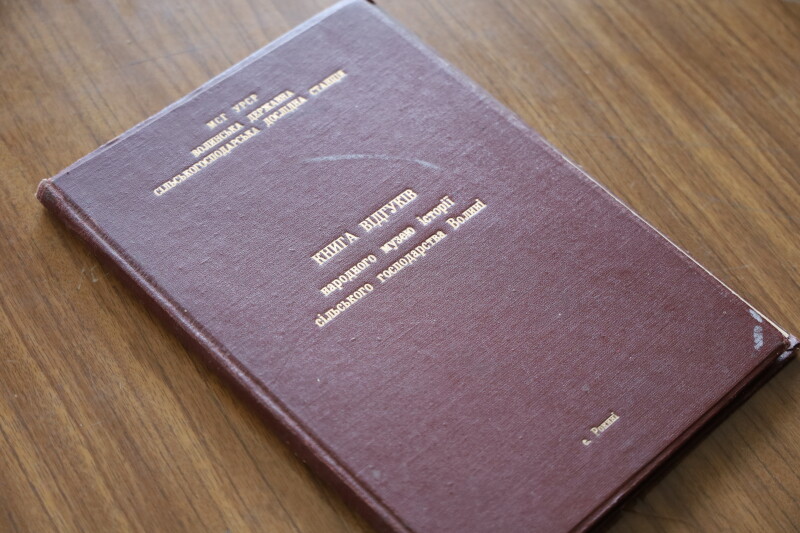 МСГ УРСР
ВОЛИНСЬКА ДЕРЖАВНА
СІЛЬСЬКОГОСПОДАРСЬКА ДОСЛІДНА СТАНЦІЯ
КНИГА ВІДГУКІВ
народного музею історії
сільського господарства Волині
с. Рокині